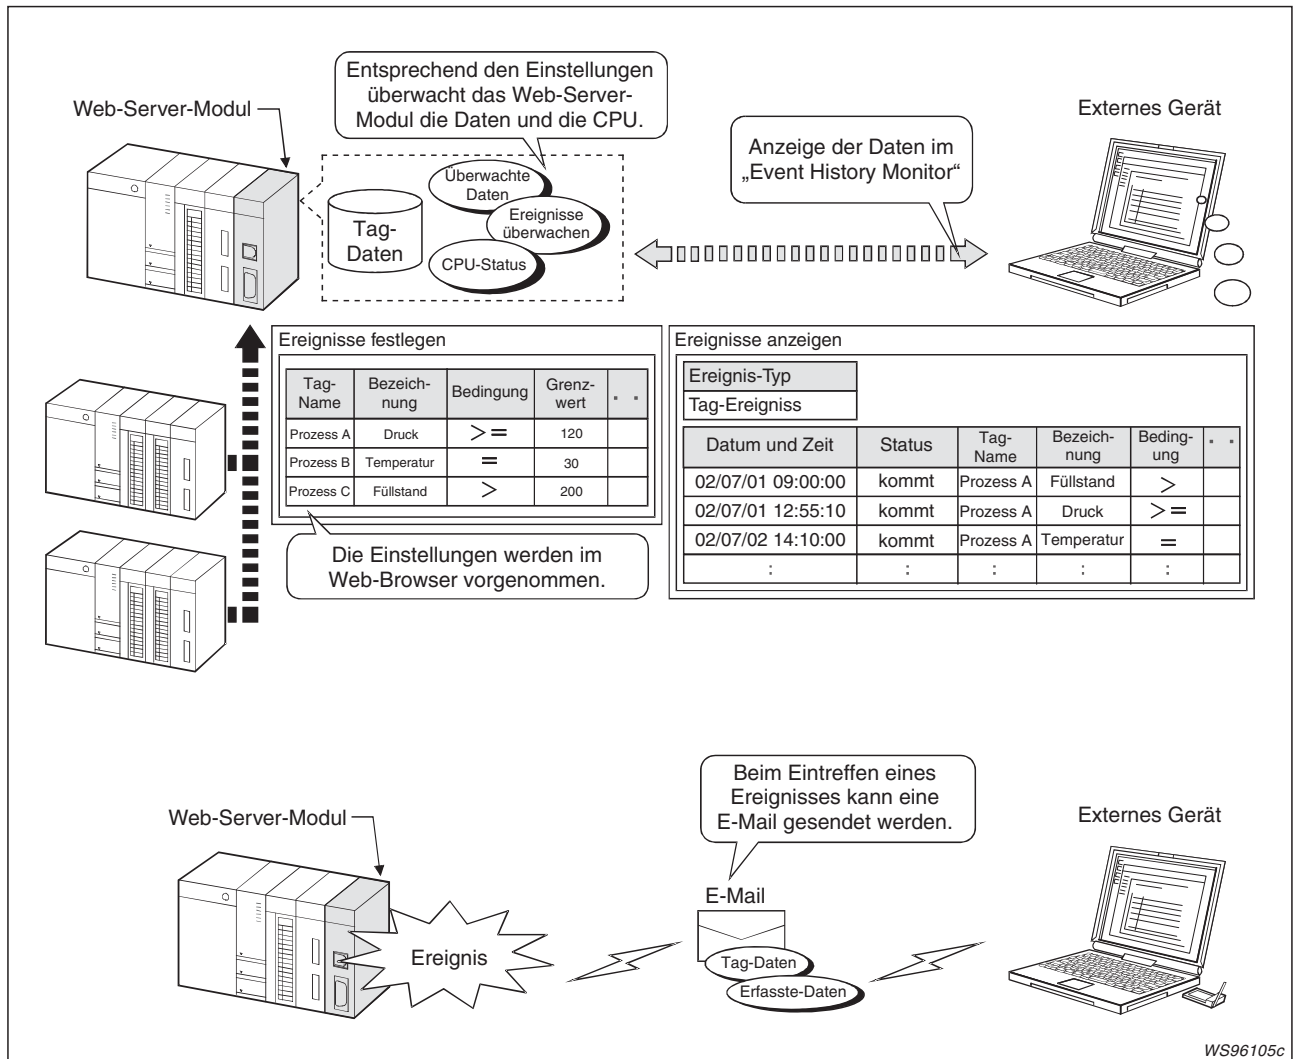 Entsprechend den Einstellungen
überwacht das Web-Server-
Modul die Daten und die CPU.
Web-Server-Modul
Externes Gerät
Anzeige der Daten im
„Event History Monitor“
Überwachte
Daten
Ereignisse
überwachen
Tag-
Daten
CPU-Status
Ereignisse festlegen
Tag-
Name
Bezeich-
nung
Bedingung
Grenz-
wert
. .
Prozess A Druck >= 120
Prozess B Temperatur = 30
Prozess C Füllstand > 200
Die Einstellungen werden im
Web-Browser vorgenommen.
Ereignisse anzeigen
Ereignis-Typ
Tag-Ereigniss
Datum und Zeit
Status
Tag-
Name
Bezeich-
nung
Beding-
ung
. .
02/07/01 09:00:00 kommt Prozess A Füllstand >
02/07/01 12:55:10 kommt Prozess A Druck >=
02/07/02 14:10:00 kommt Prozess A Temperatur =
: : : : :
Beim Eintreffen eines
Ereignisses kann eine
E-Mail gesendet werden.
Web-Server-Modul
Externes Gerät
E-Mail
Ereignis
Tag-Daten
Erfasste-Daten
WS96105c